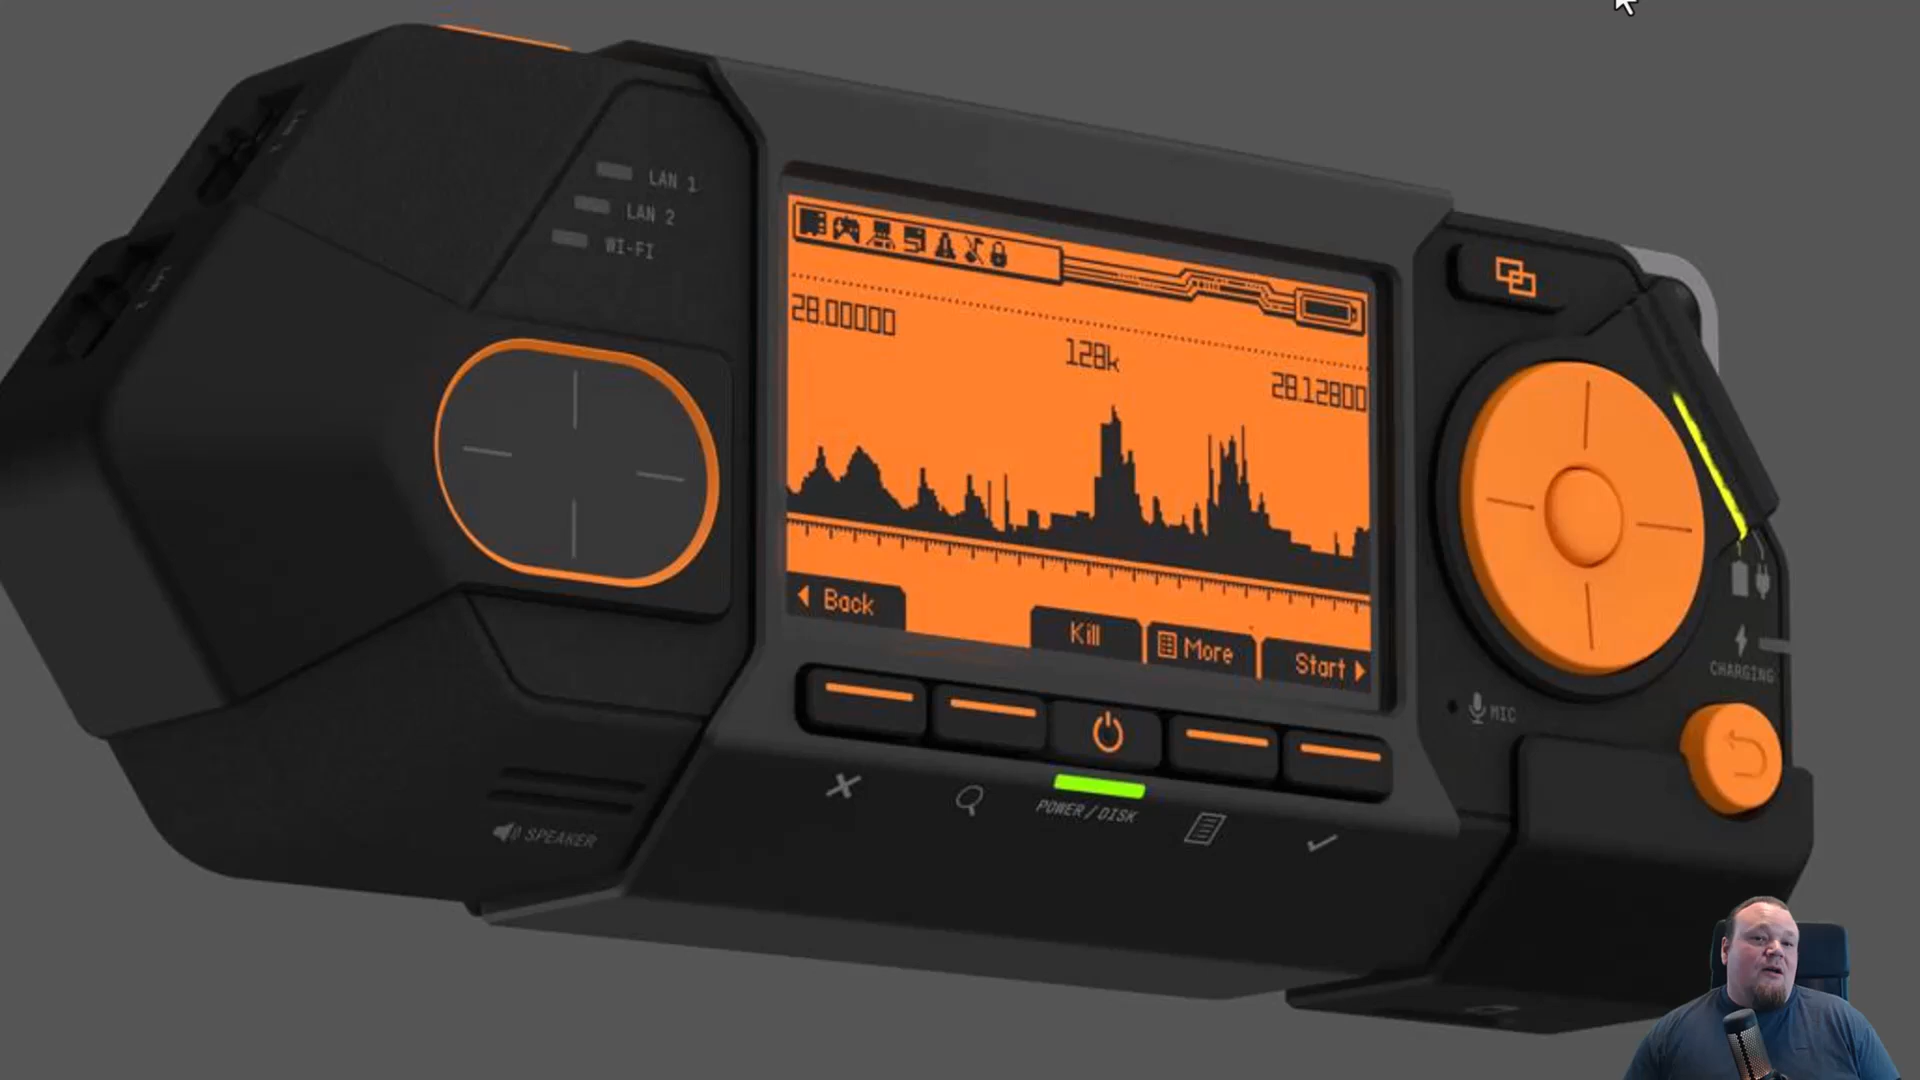 LAN 1
LAN 2
WI-FI
28.00000
128k
28.12800
Back
Kill
More
Start
MIC
CHARGING
POWER / DISK
SPEAKER